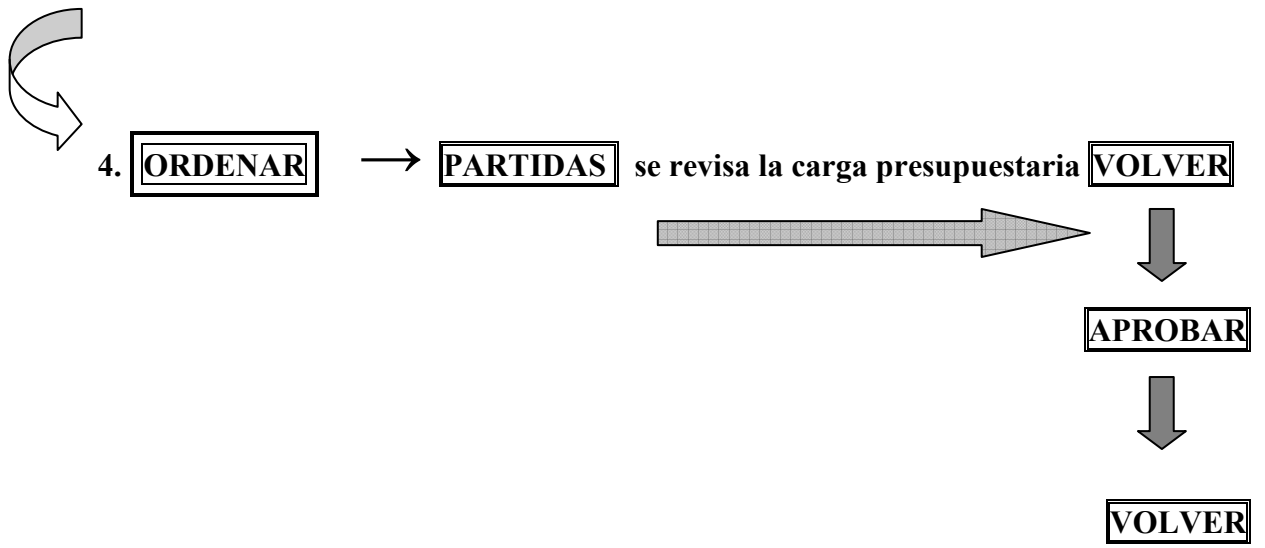 4. ORDENAR → PARTIDAS se revisa la carga presupuestaria VOLVER
APROBAR
VOLVER